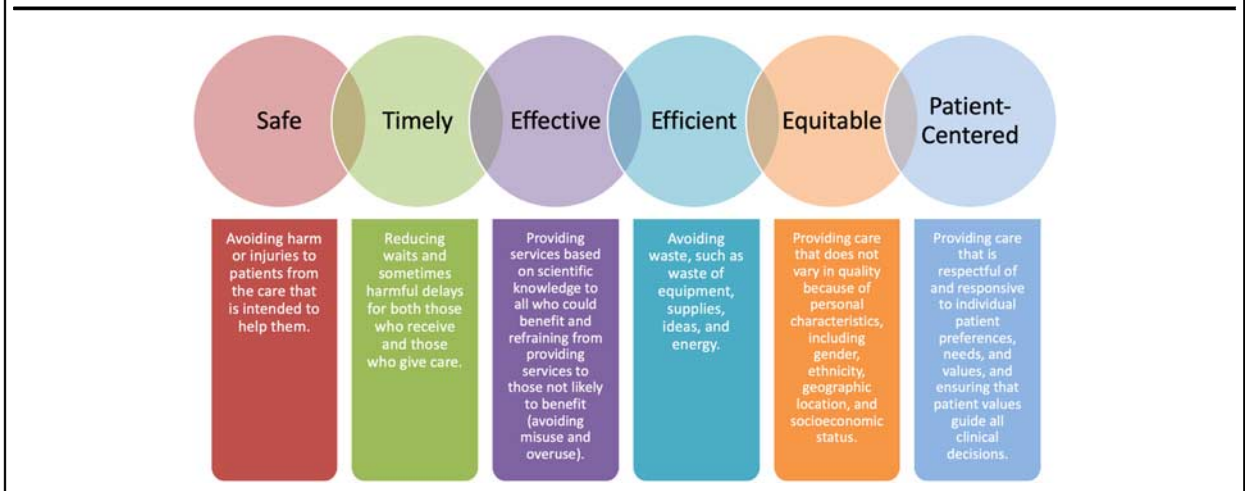 Safe
Timely
Effective
Efficient
Equitable
Patient-
Centered
Avoiding harm
or injuries to
patients from
the care that
is intended to
help them.
Reducing
waits and
sometimes
harmful delays
for both those
who receive
and those
who give care.
Providing
services based
on scientific
knowledge to
all who could
benefit and
refraining from
providing
services to
those not likely
to benefit
(avoiding
misuse and
overuse).
Avoiding
waste, such as
waste of
equipment,
supplies,
ideas, and
energy.
Providing care
that does not
vary in quality
because of
personal
characteristics,
including
gender,
ethnicity,
geographic
location, and
socioeconomic
status.
Providing care
that is
respectful of
and responsive
to individual
patient
preferences,
needs, and
values, and
ensuring that
patient values
guide all
clinical
decisions.